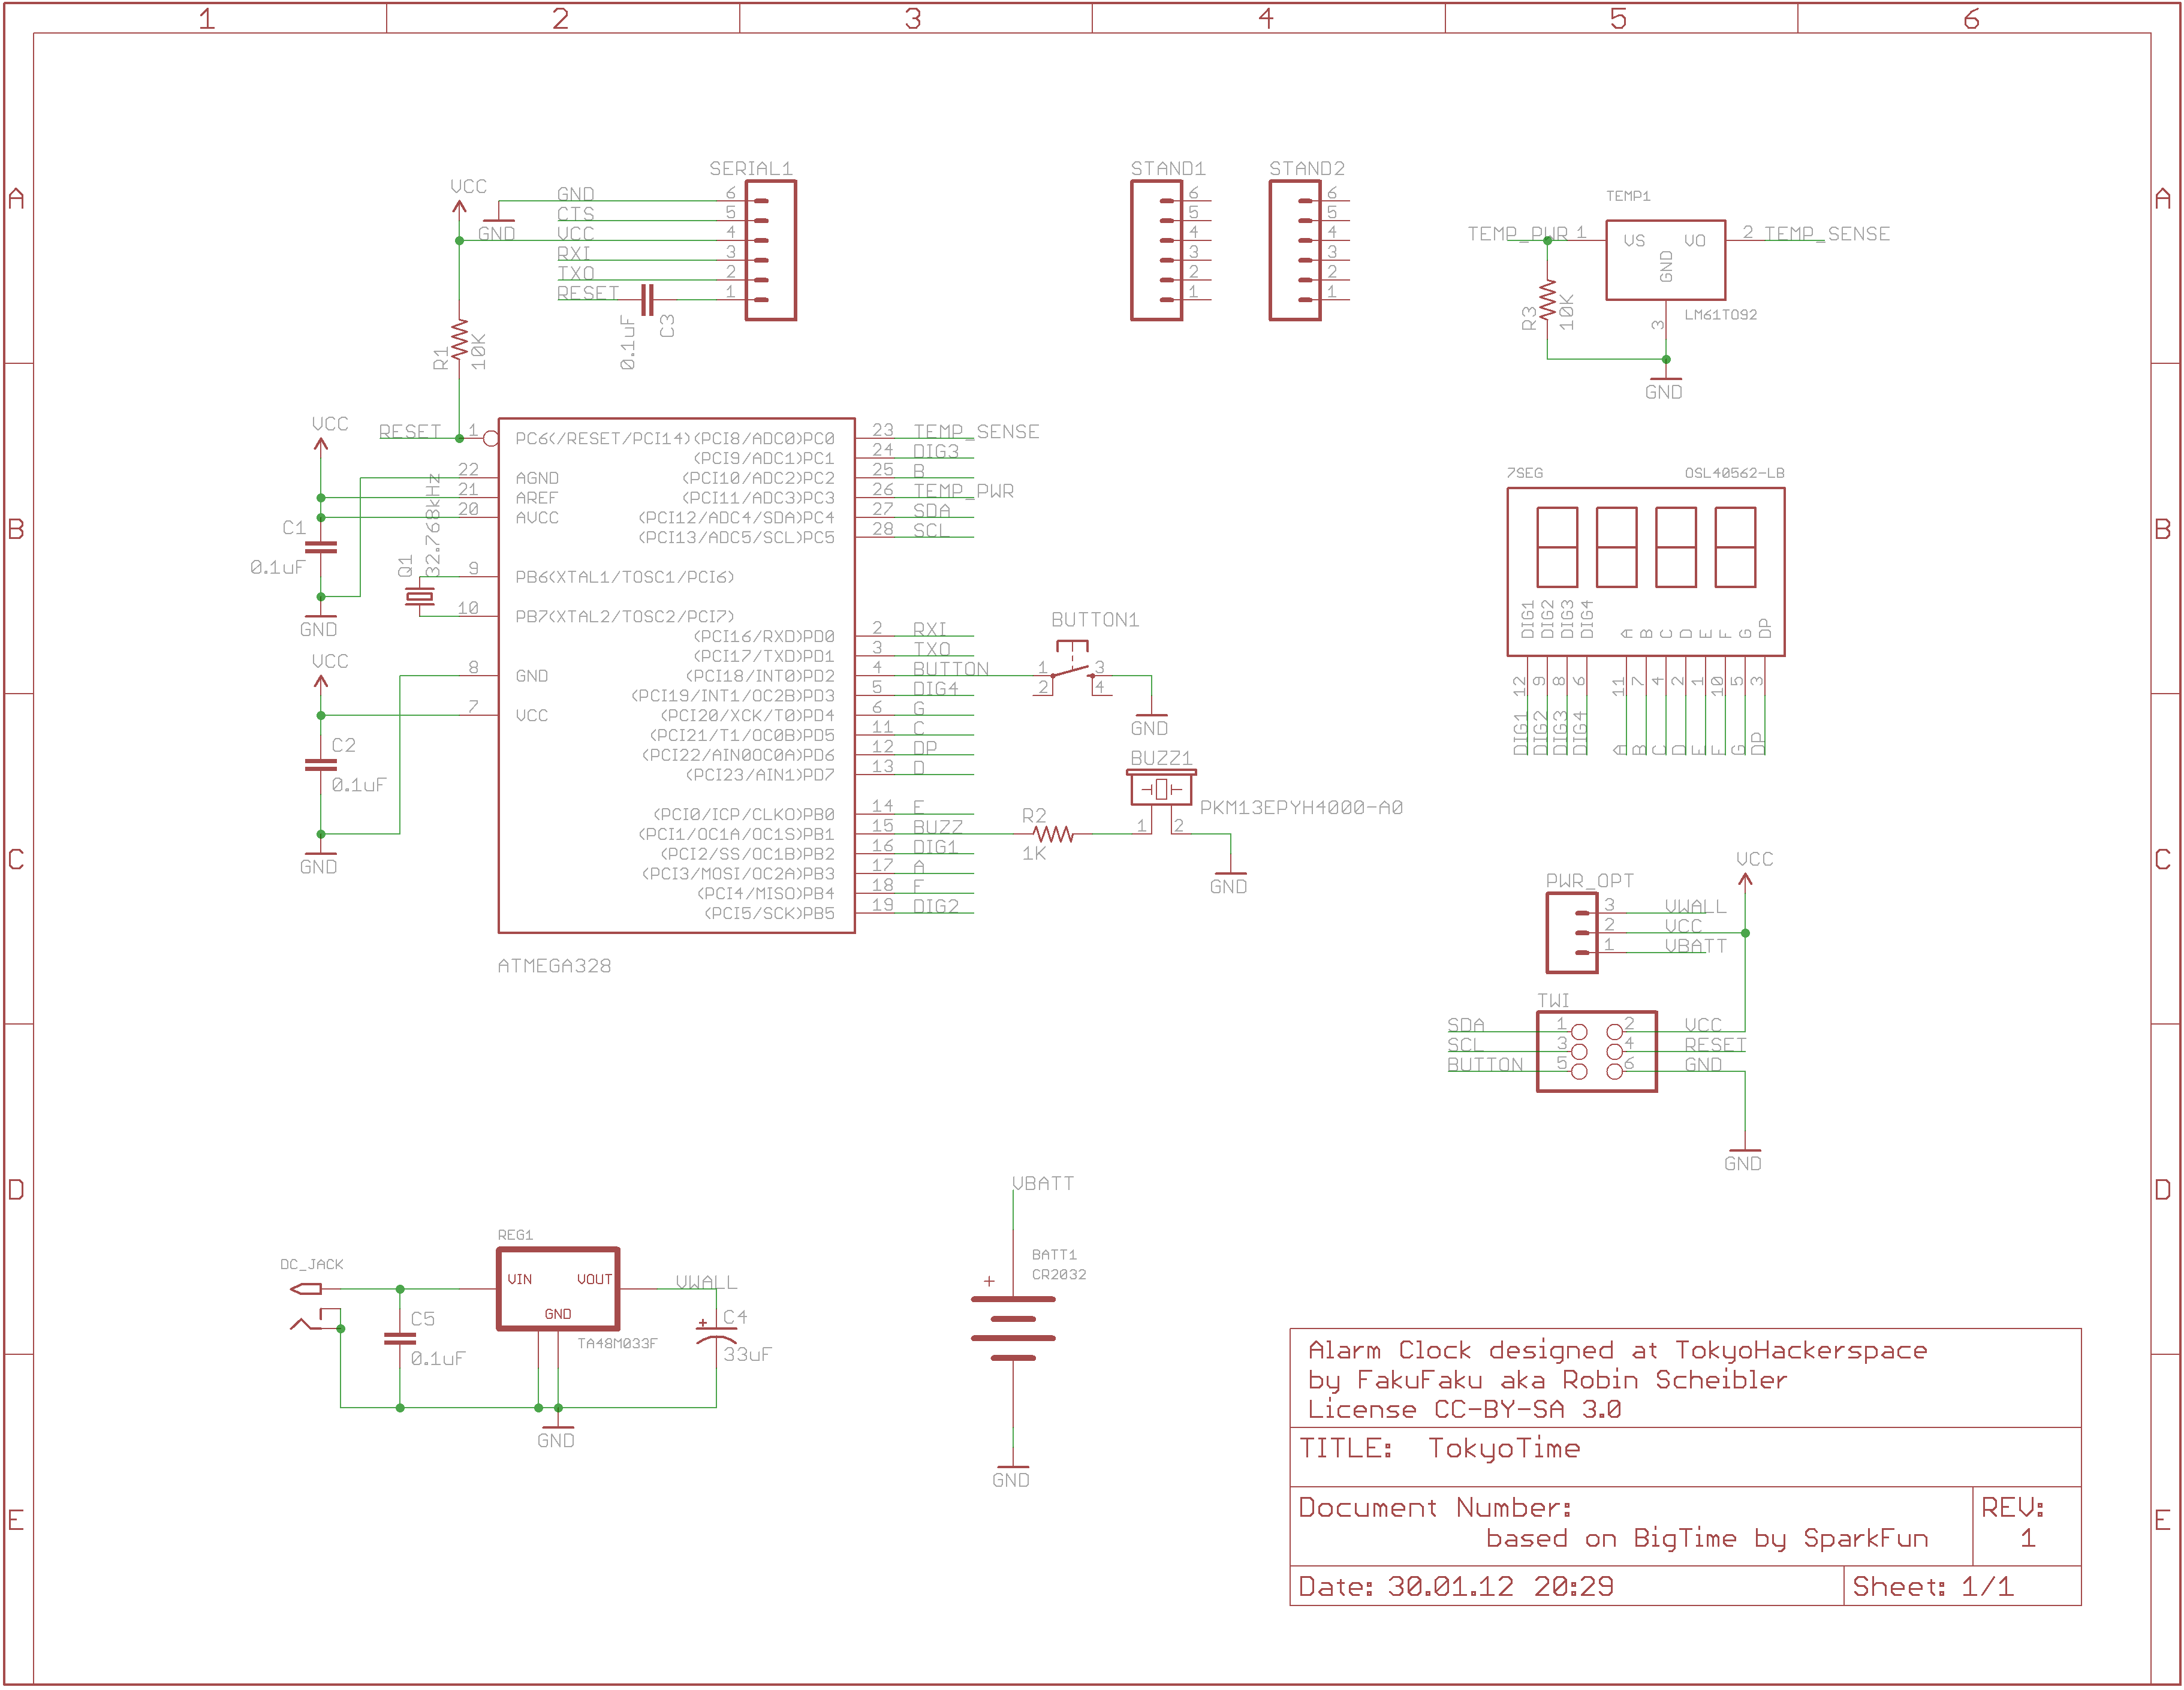 1 2 3 4 5 6
A A
B B
C C
D D
E E
SERIAL1
VCC
GND
GND 6
CTS 5
VCC 4
RXI 3
TXO 2
RESET 1
0.1uF
C3
R1
10K
STAND1
6
5
4
3
2
1
STAND2
6
5
4
3
2
1
TEMP1
TEMP_PWR 1 VS VO 2 TEMP_SENSE
GND
R3
10K
3
LM61TO92
GND
VCC
C1
0.1uF
GND
Q1
32.768kHz
VCC
C2
0.1uF
GND
RESET 1 PC6(/RESET/PCI14)
22 AGND
21 AREF
20 AVCC
9 PB6(XTAL1/TOSC1/PCI6)
10 PB7(XTAL2/TOSC2/PCI7)
8 GND
7 VCC
(PCI8/ADC0)PC0 23 TEMP_SENSE
(PCI9/ADC1)PC1 24 DIG3
(PCI10/ADC2)PC2 25 B
(PCI11/ADC3)PC3 26 TEMP_PWR
(PCI12/ADC4/SDA)PC4 27 SDA
(PCI13/ADC5/SCL)PC5 28 SCL
(PCI16/RXD)PD0 2 RXI
(PCI17/TXD)PD1 3 TXO
(PCI18/INT0)PD2 4 BUTTON
(PCI19/INT1/OC2B)PD3 5 DIG4
(PCI20/XCK/T0)PD4 6 G
(PCI21/T1/OC0B)PD5 11 C
(PCI22/AIN0OC0A)PD6 12 DP
(PCI23/AIN1)PD7 13 D
(PCI0/ICP/CLKO)PB0 14 E
(PCI1/OC1A/OC1S)PB1 15 BUZZ
(PCI2/SS/OC1B)PB2 16 DIG1
(PCI3/MOSI/OC2A)PB3 17 A
(PCI4/MISO)PB4 18 F
(PCI5/SCK)PB5 19 DIG2
ATMEGA328
BUTTON1
1 3
2 4
GND
BUZZ1
PKM13EPYH4000-A0
R2
1K
1 2
GND
7SEG OSL40562-LB
DIG1 DIG2 DIG3 DIG4 A B C D E F G DP
12 9 8 6 11 7 4 2 1 10 5 3
DIG1 DIG2 DIG3 DIG4 A B C D E F G DP
VCC
PWR_OPT
3 VWALL
2 VCC
1 VBATT
TWI
SDA 1 2 VCC
SCL 3 4 RESET
BUTTON 5 6 GND
GND
DC_JACK
C5
0.1uF
REG1
VIN VOUT
GND
TA48M033F
VWALL
+
C4
33uF
GND
VBATT
BATT1
CR2032
+
GND
Alarm Clock designed at TokyoHackerspace
by FakuFaku aka Robin Scheibler
License CC-BY-SA 3.0
TITLE: TokyoTime
Document Number:
based on BigTime by SparkFun
REV:
1
Date: 30.01.12 20:29
Sheet: 1/1